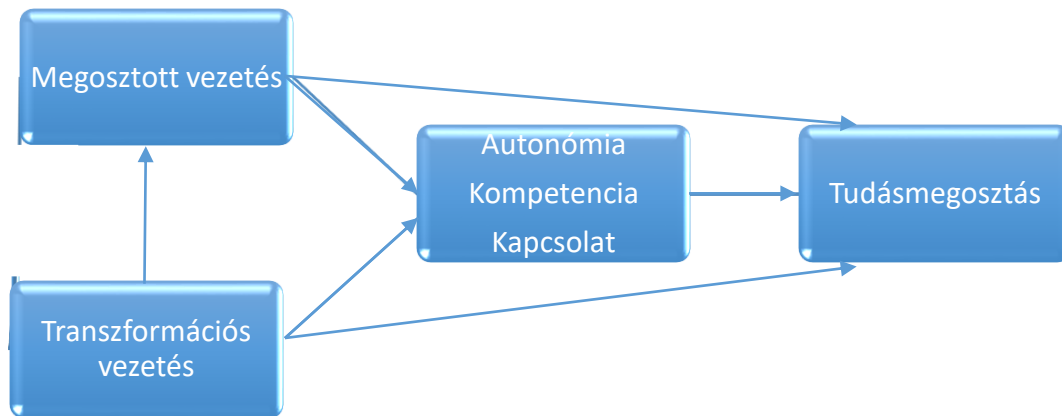 Megosztott vezetés
Autonómia
Kompetencia
Kapcsolat
Tudásmegosztás
Transzformációs
vezetés